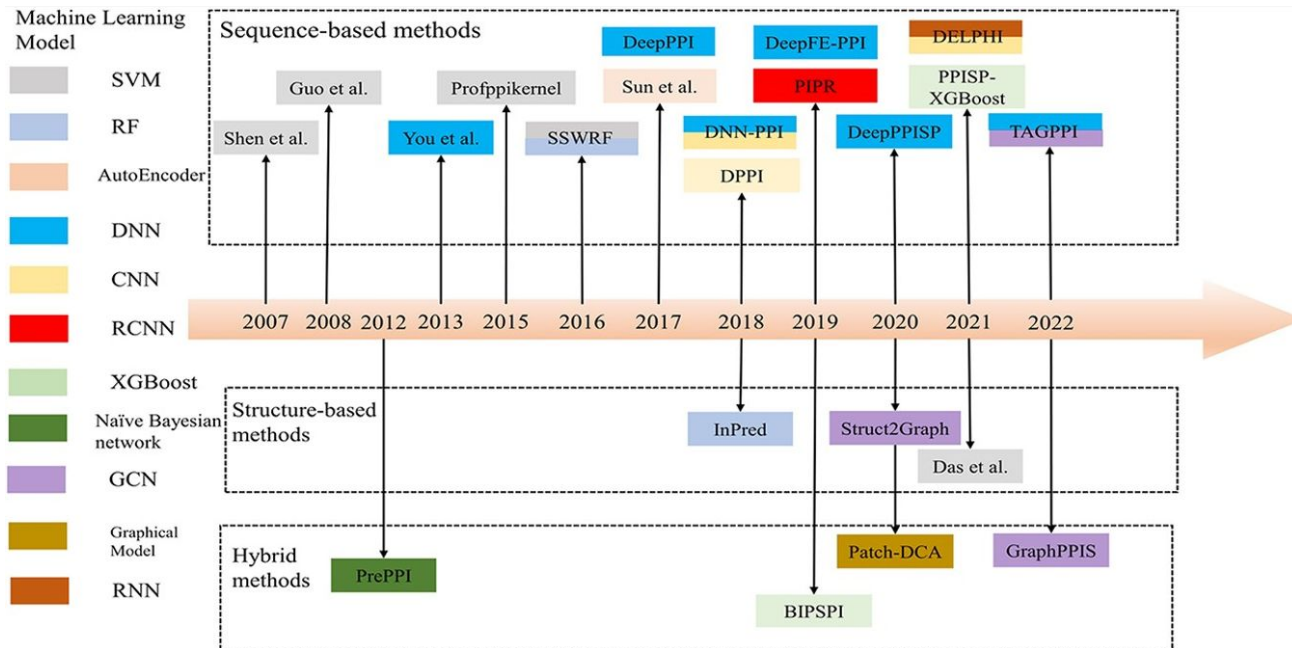 Machine Learning
Model
SVM
RF
AutoEncoder
DNN
CNN
RCNN
XGBoost
Naïve Bayesian
network
GCN
Graphical
Model
RNN
Sequence-based methods
DeepPPI
DeepFE-PPI
DELPHI
Guo et al.
Profppikernel
Sun et al.
PIPR
PPISP-
XGBoost
Shen et al.
You et al.
SSWRF
DNN-PPI
DeepPPISP
TAGPPI
DPPI
2007
2008
2012
2013
2015
2016
2017
2018
2019
2020
2021
2022
Structure-based
methods
InPred
Struct2Graph
Das et al.
Hybrid
methods
PrePPI
Patch-DCA
GraphPPIS
BIPSPI